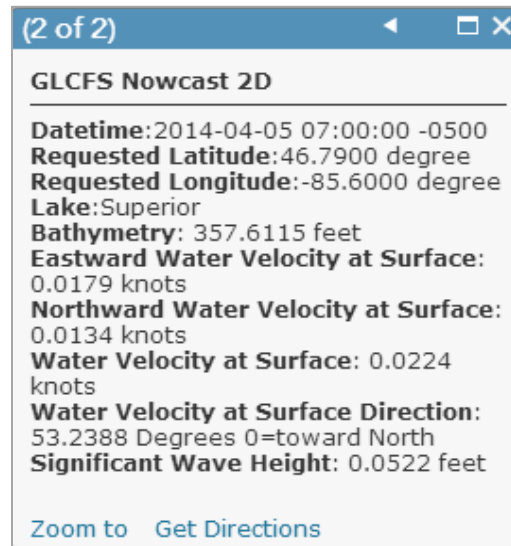 (2 of 2)
GLCFS Nowcast 2D
Datetime:2014-04-05 07:00:00 -0500
Requested Latitude:46.7900 degree
Requested Longitude:-85.6000 degree
Lake:Superior
Bathymetry: 357.6115 feet
Eastward Water Velocity at Surface:
0.0179 knots
Northward Water Velocity at Surface:
0.0134 knots
Water Velocity at Surface: 0.0224
knots
Water Velocity at Surface Direction:
53.2388 Degrees 0=toward North
Significant Wave Height: 0.0522 feet
Zoom to Get Directions